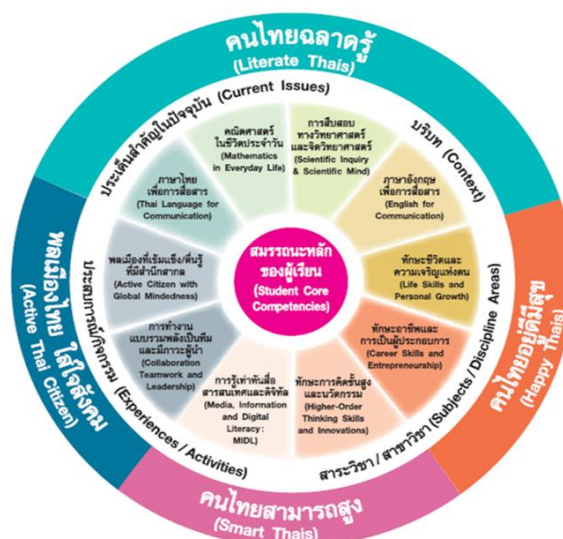 คนไทยฉลาดรู้
(Literate Thais)
ประเด็นสำคัญในปัจจุบัน (Current Issues)
บริบท (Context)
คณิตศาสตร์
ในชีวิตประจำวัน
(Mathematics
in Everyday Life)
การสืบสอบ
ทางวิทยาศาสตร์
และจิตวิทยาศาสตร์
(Scientific Inquiry
& Scientific Mind)
ภาษาไทย
เพื่อการสื่อสาร
(Thai Language for
Communication)
ภาษาอังกฤษ
เพื่อการสื่อสาร
(English for
Communication)
พลเมืองที่เข้มแข็ง/ตื่นรู้
ที่มีสำนึกสากล
(Active Citizen with
Global Mindedness)
สมรรถนะหลัก
ของผู้เรียน
(Student Core
Competencies)
ทักษะชีวิตและ
ความเจริญแห่งตน
(Life Skills and
Personal Growth)
การทำงาน
แบบรวมพลังเป็นทีม
และมีภาวะผู้นำ
(Collaboration
Teamwork and
Leadership)
ทักษะอาชีพและ
การเป็นผู้ประกอบการ
(Career Skills and
Entrepreneurship)
การรู้เท่าทันสื่อ
สารสนเทศและดิจิทัล
(Media, Information
and Digital
Literacy:
MIDL)
ทักษะการคิดขั้นสูง
และนวัตกรรม
(Higher-Order
Thinking Skills
and Innovations)
ประสบการณ์/กิจกรรม (Experiences / Activities)
สาระวิชา / สาขาวิชา (Subjects / Discipline Areas)
พลเมืองไทย ใส่ใจสังคม
(Active Thai Citizen)
คนไทยอยู่ดีมีสุข
(Happy Thais)
คนไทยสามารถสูง
(Smart Thais)